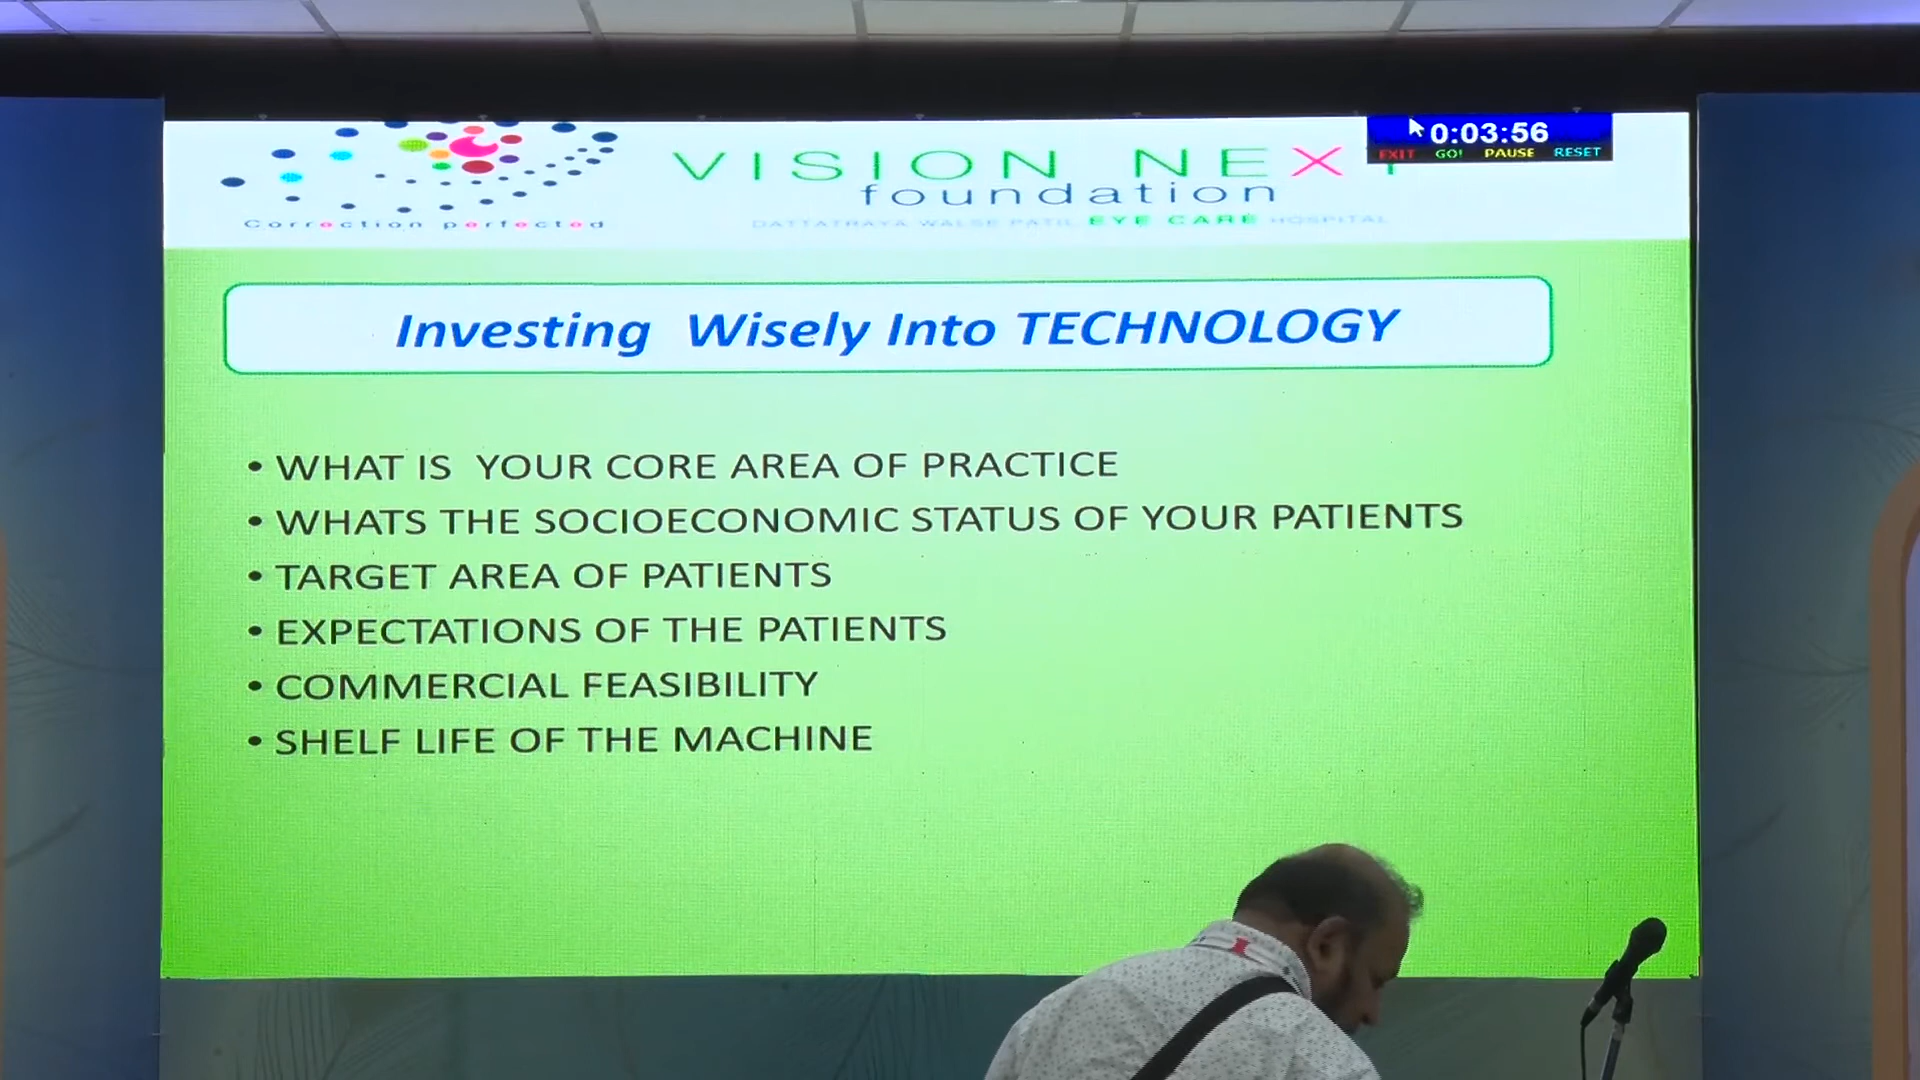 0:03:56
EXIT GO! PAUSE RESET
VISION NEXT
foundation
Correction perfected
DATTATRAYA WALSE PATIL EYE CARE HOSPITAL
Investing Wisely Into TECHNOLOGY
• WHAT IS YOUR CORE AREA OF PRACTICE
• WHATS THE SOCIOECONOMIC STATUS OF YOUR PATIENTS
• TARGET AREA OF PATIENTS
• EXPECTATIONS OF THE PATIENTS
• COMMERCIAL FEASIBILITY
• SHELF LIFE OF THE MACHINE